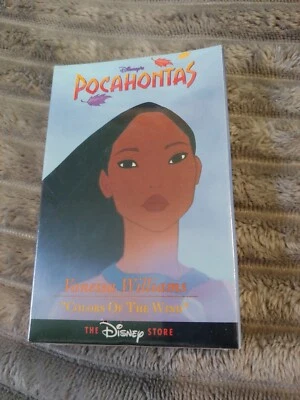 Disney's
POCAHONTAS
"COLORS OF THE WIND"
THE Disney STORE